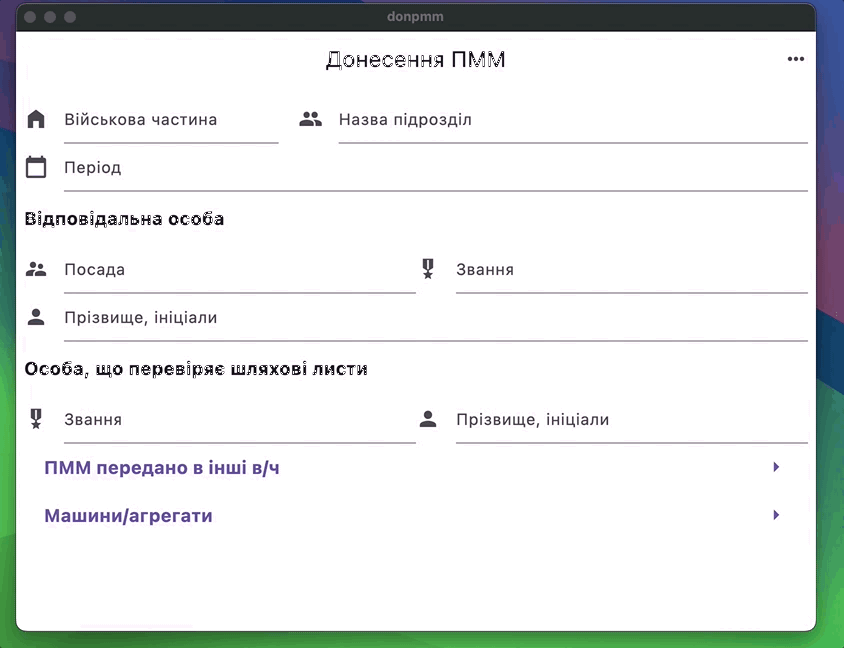 donpmm
Донесення ПММ
Військова частина Назва підрозділ
Період
Відповідальна особа
Посада Звання
Прізвище, ініціали
Особа, що перевіряє шляхові листи
Звання Прізвище, ініціали
ПММ передано в інші в/ч
Машини/агрегати